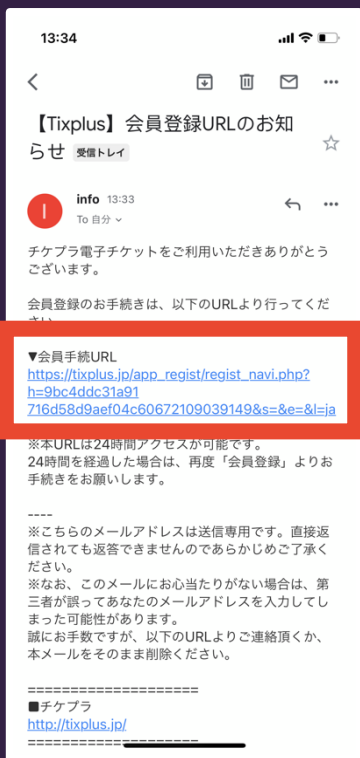 13:34
【Tixplus】会員登録URLのお知
らせ 受信トレイ
I
info 13:33
To 自分
チケプラ電子チケットをご利用いただきありがとう
ございます。
会員登録のお手続きは、以下のURLより行ってくだ
▼会員手続URL
https://tixplus.jp/app_regist/regist_navi.php?
h=9bc4ddc31a91
716d58d9aef04c60672109039149&s=&e=&l=ja
※本URLは24時間アクセスが可能です。
24時間を経過した場合は、再度「会員登録」よりお
手続きをお願いします。
----
※こちらのメールアドレスは送信専用です。直接返
信されても返答できませんのであらかじめご了承く
ださい。
※なお、このメールにお心当たりがない場合は、第
三者が誤ってあなたのメールアドレスを入力してし
まった可能性があります。
誠にお手数ですが、以下のURLよりご連絡頂くか、
本メールをそのまま削除ください。
====================
■チケプラ
http://tixplus.jp/
====================